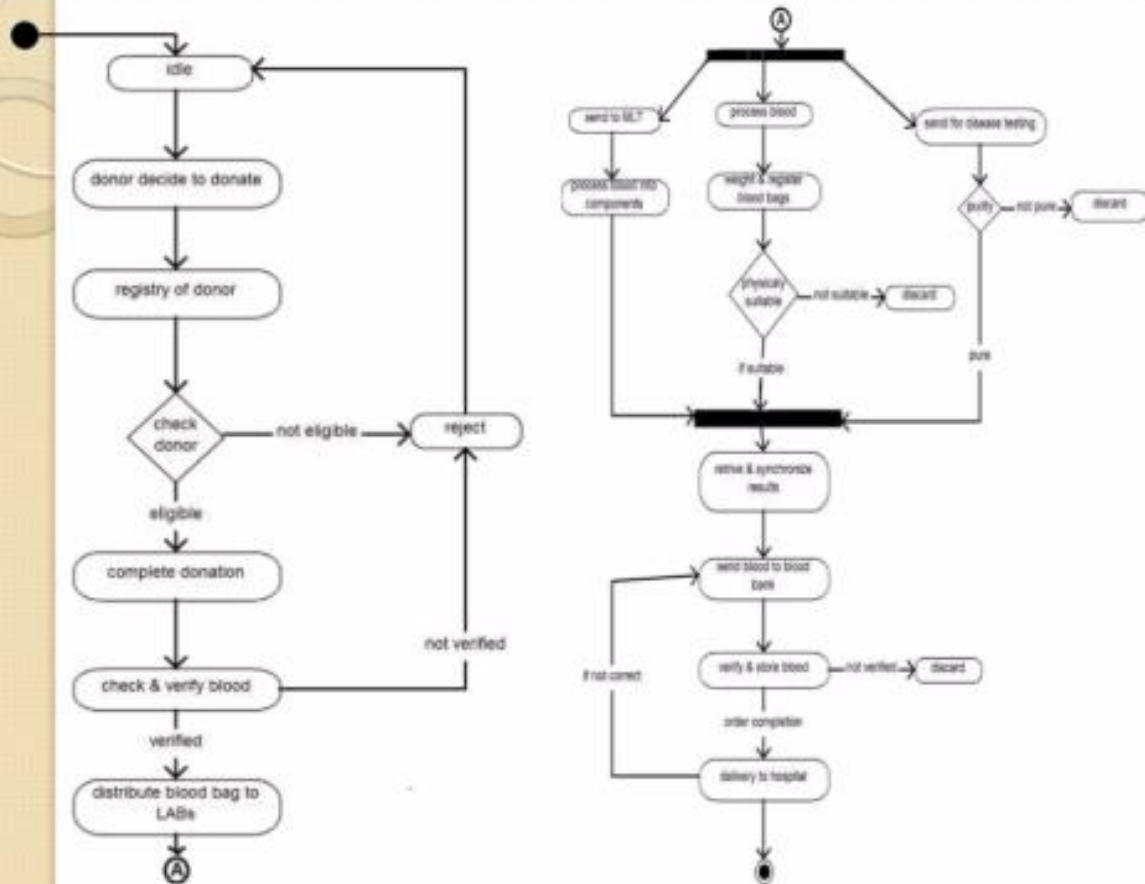 idle
donor decide to donate
registry of donor
check
donor
not eligible
reject
eligible
complete donation
not verified
check & verify blood
verified
distribute blood bag to
LABs
A
A
send to MLT
process blood
send for disease testing
process blood into
components
weight & register
blood bags
purity
not pure
discard
physicaly
suitable
not suitable
discard
pure
if suitable
retrive & synchronize
results
send blood to blood
bank
if not correct
verify & store blood
not verified
discard
order completion
delivery to hospital